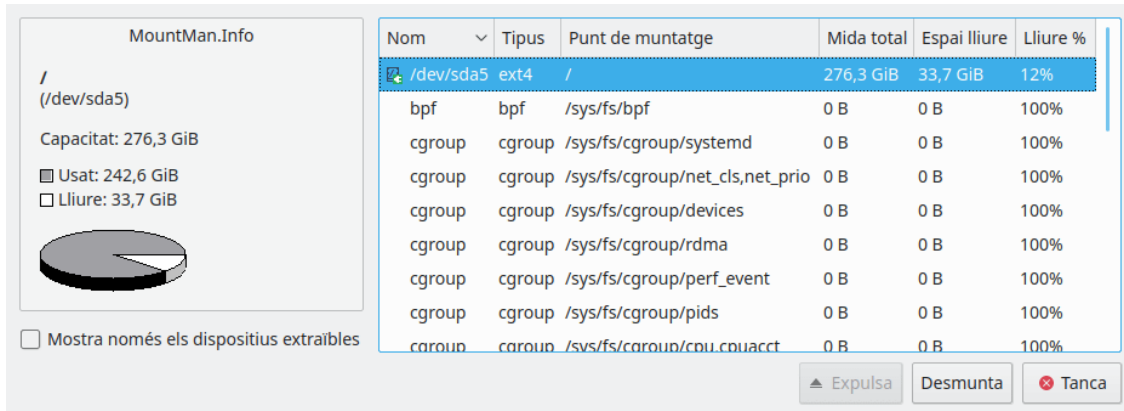 MountMan.Info
/
(/dev/sda5)
Capacitat: 276,3 GiB
Usat: 242,6 GiB
Lliure: 33,7 GiB
Mostra només els dispositius extraïbles
Nom Tipus Punt de muntatge Mida total Espai lliure Lliure %
/dev/sda5 ext4 / 276,3 GiB 33,7 GiB 12%
bpf bpf /sys/fs/bpf 0 B 0 B 100%
cgroup cgroup /sys/fs/cgroup/systemd 0 B 0 B 100%
cgroup cgroup /sys/fs/cgroup/net_cls,net_prio 0 B 0 B 100%
cgroup cgroup /sys/fs/cgroup/devices 0 B 0 B 100%
cgroup cgroup /sys/fs/cgroup/rdma 0 B 0 B 100%
cgroup cgroup /sys/fs/cgroup/perf_event 0 B 0 B 100%
cgroup cgroup /sys/fs/cgroup/pids 0 B 0 B 100%
cgroup cgroup /sys/fs/cgroup/cpu,cpuacct 0 B 0 B 100%
Expulsa Desmunta Tanca